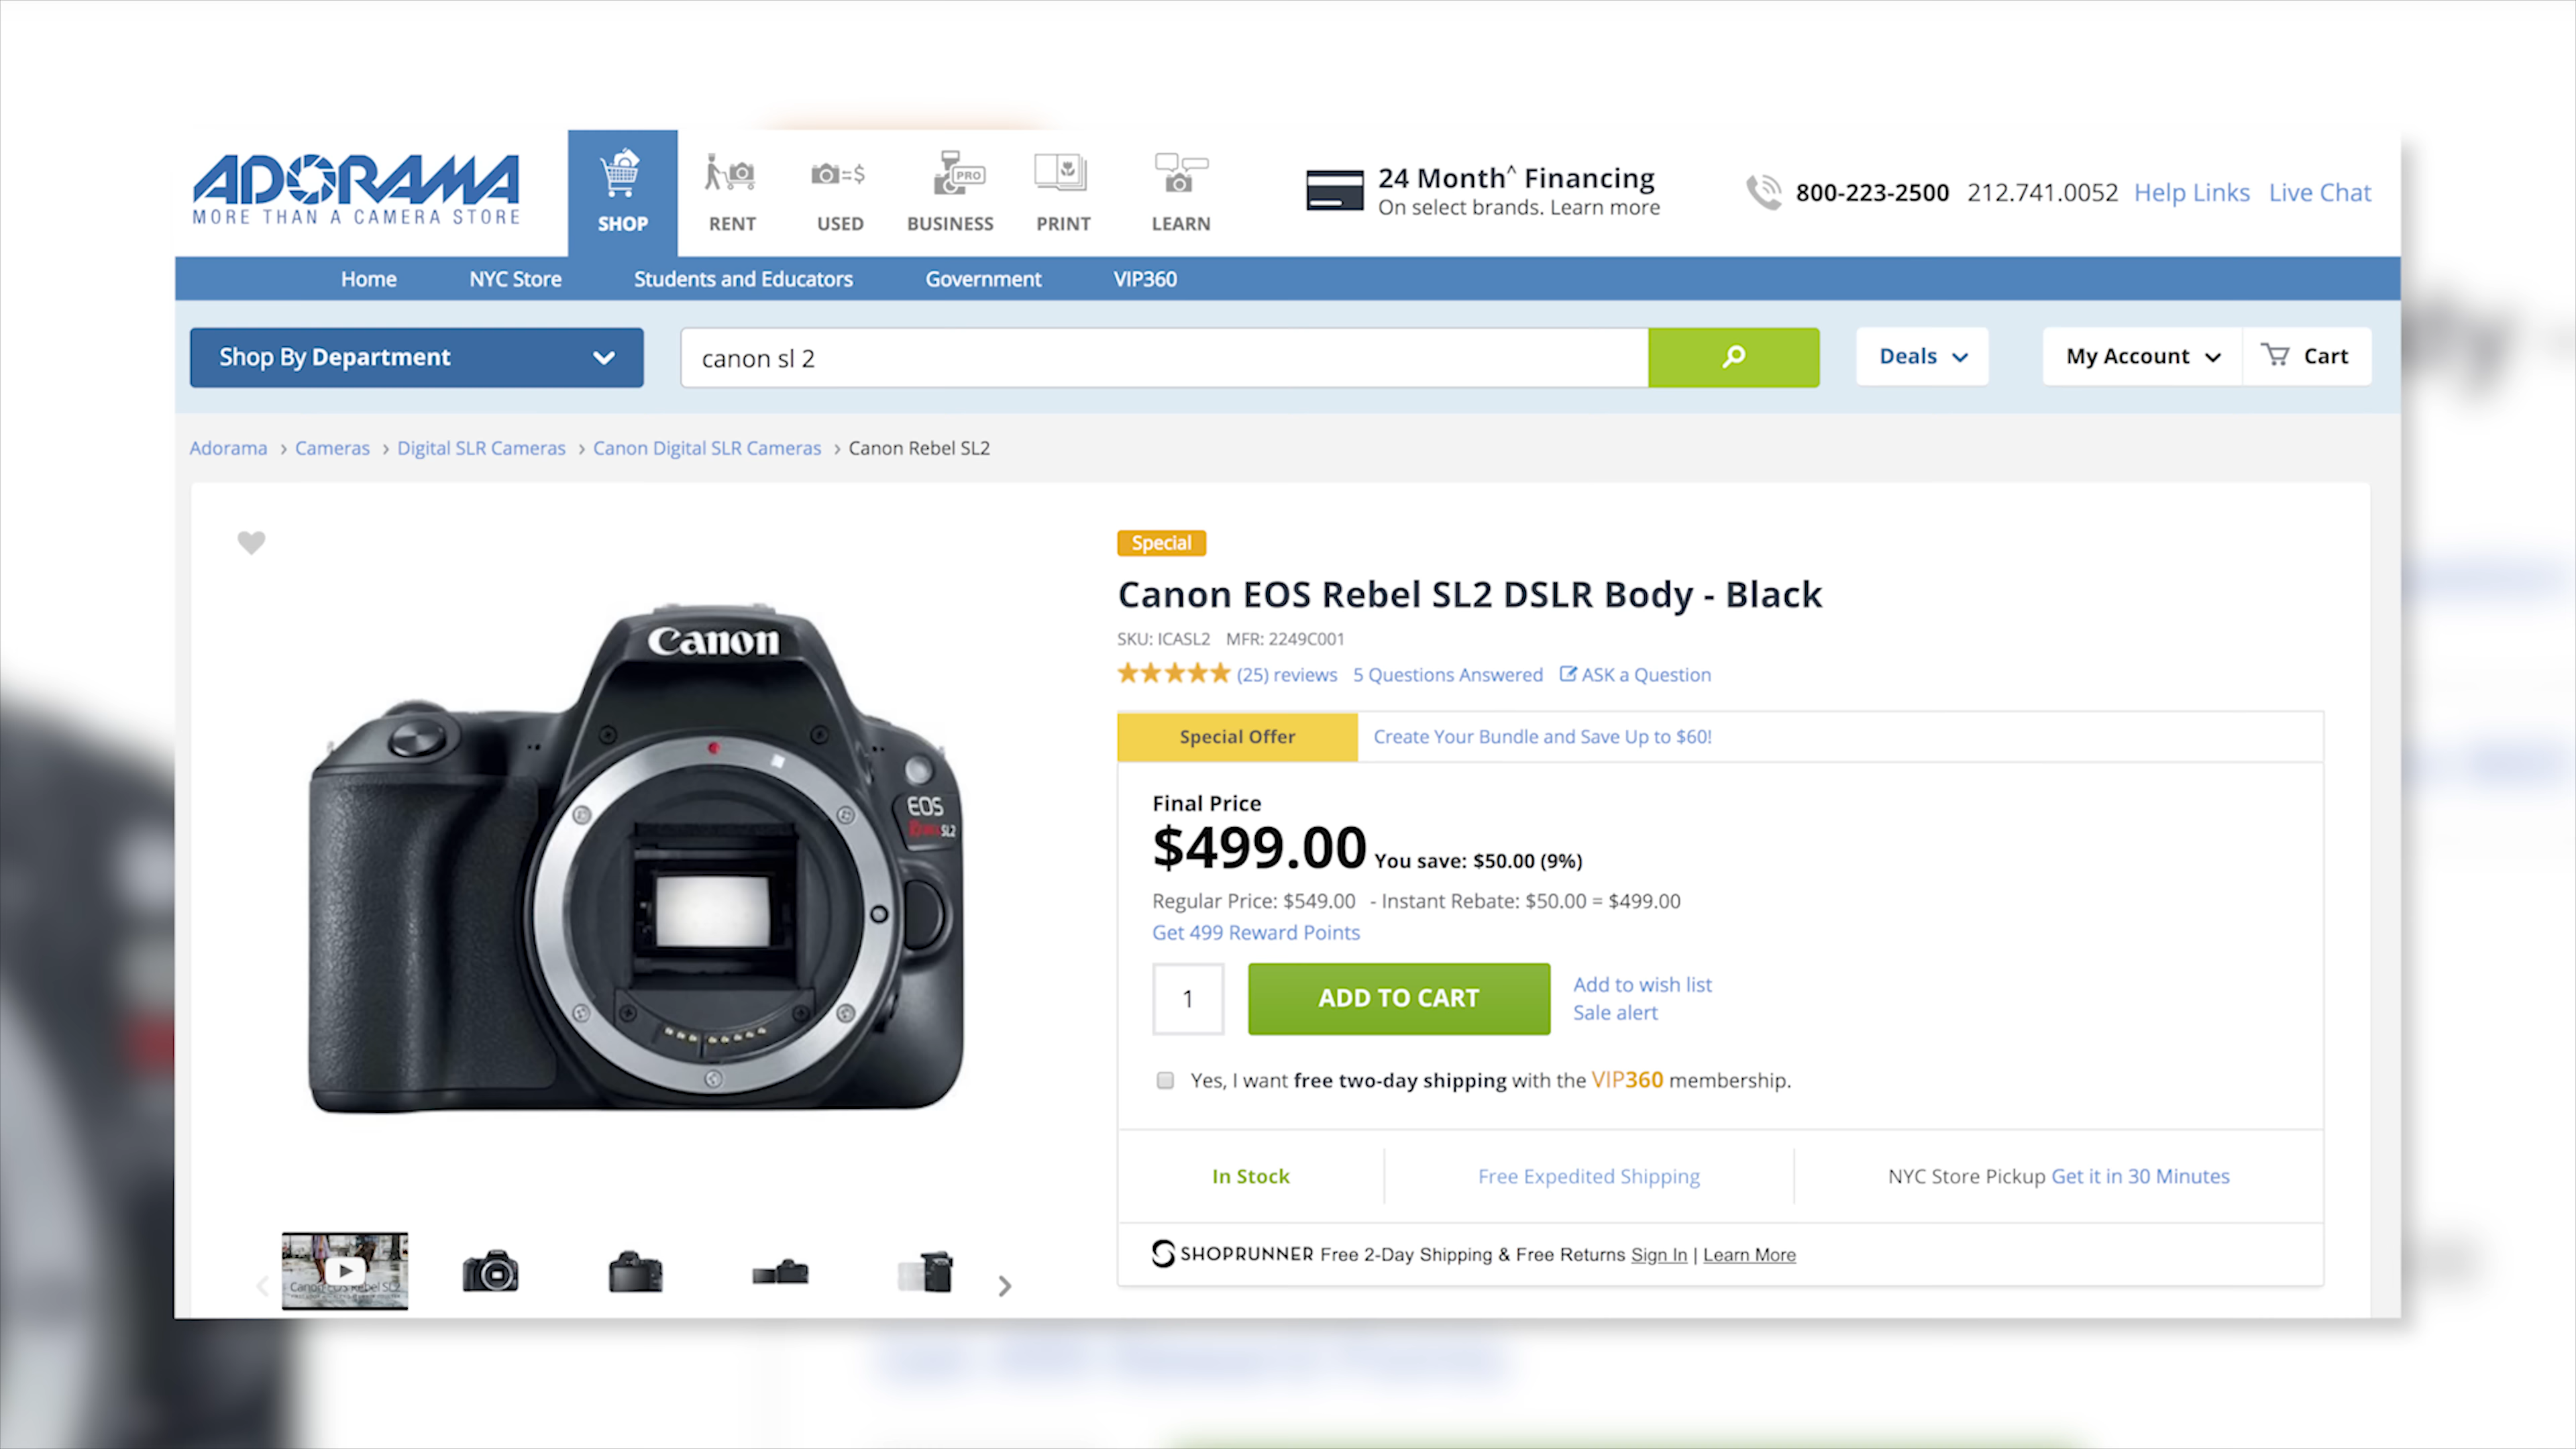 ADORAMA
MORE THAN A CAMERA STORE
SHOP
RENT
USED
PRO
BUSINESS
PRINT
LEARN
24 Month^ Financing
On select brands. Learn more
800-223-2500 212.741.0052 Help Links Live Chat
Home
NYC Store
Students and Educators
Government
VIP360
Shop By Department
canon sl 2
Deals
My Account
Cart
Adorama › Cameras › Digital SLR Cameras › Canon Digital SLR Cameras › Canon Rebel SL2
Canon
EOS
Rebel SL2
Special
Canon EOS Rebel SL2 DSLR Body - Black
SKU: ICASL2 MFR: 2249C001
(25) reviews 5 Questions Answered ASK a Question
Special Offer
Create Your Bundle and Save Up to $60!
Final Price
$499.00 You save: $50.00 (9%)
Regular Price: $549.00 - Instant Rebate: $50.00 = $499.00
Get 499 Reward Points
1
ADD TO CART
Add to wish list
Sale alert
Yes, I want free two-day shipping with the VIP360 membership.
In Stock
Free Expedited Shipping
NYC Store Pickup Get it in 30 Minutes
SHOPRUNNER Free 2-Day Shipping & Free Returns Sign In | Learn More
Canon EOS Rebel SL2